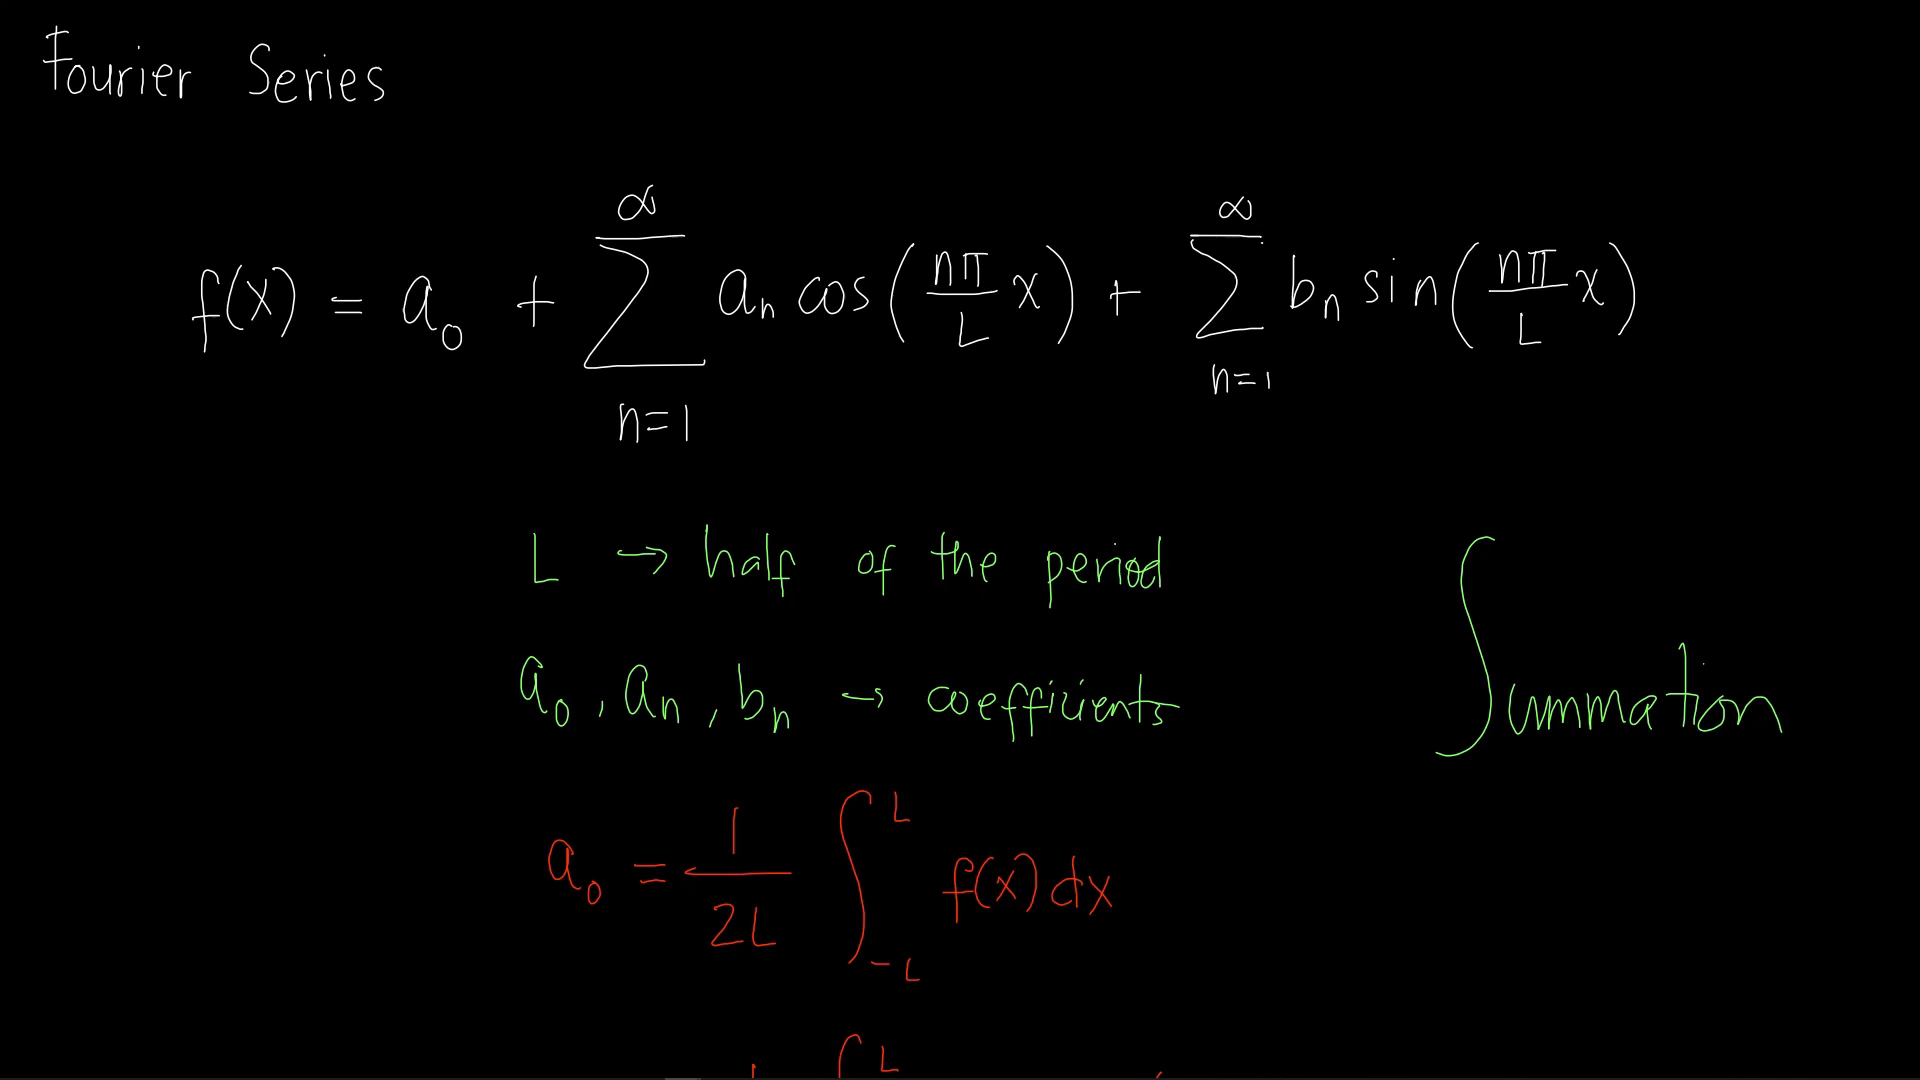 Fourier Series
f(x) = a₀ + ∑_{n=1}^{∞} aₙ cos(nπ/L x) + ∑_{n=1}^{∞} bₙ sin(nπ/L x)
L → half of the period
a₀, aₙ, bₙ → coefficients
∫ummation
a₀ = 1/2L ∫_{-L}^{L} f(x) dx
∫ L